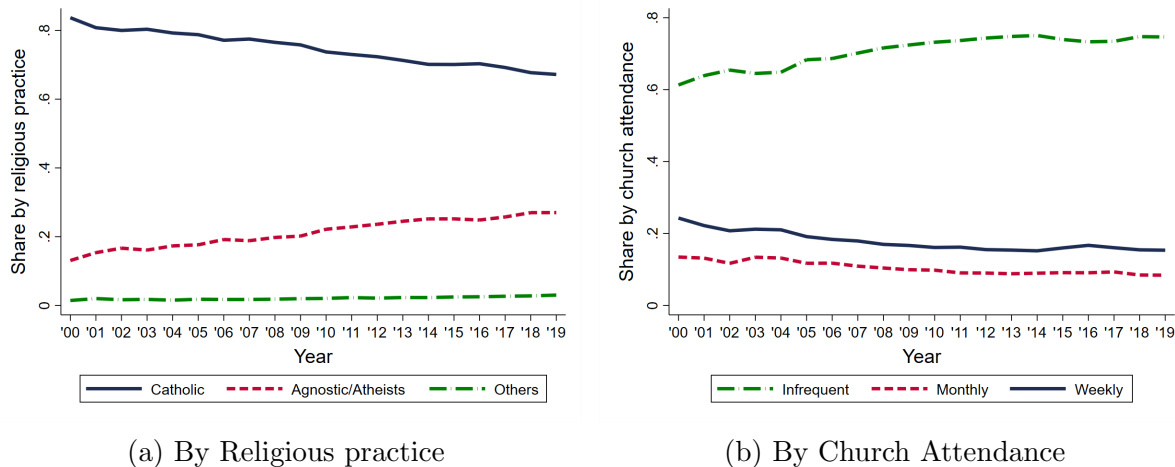 Share by religious practice
.8
.6
.4
.2
0
'00 '01 '02 '03 '04 '05 '06 '07 '08 '09 '10 '11 '12 '13 '14 '15 '16 '17 '18 '19
Year
Catholic Agnostic/Atheists Others
(a) By Religious practice
Share by church attendance
.8
.6
.4
.2
0
'00 '01 '02 '03 '04 '05 '06 '07 '08 '09 '10 '11 '12 '13 '14 '15 '16 '17 '18 '19
Year
Infrequent Monthly Weekly
(b) By Church Attendance